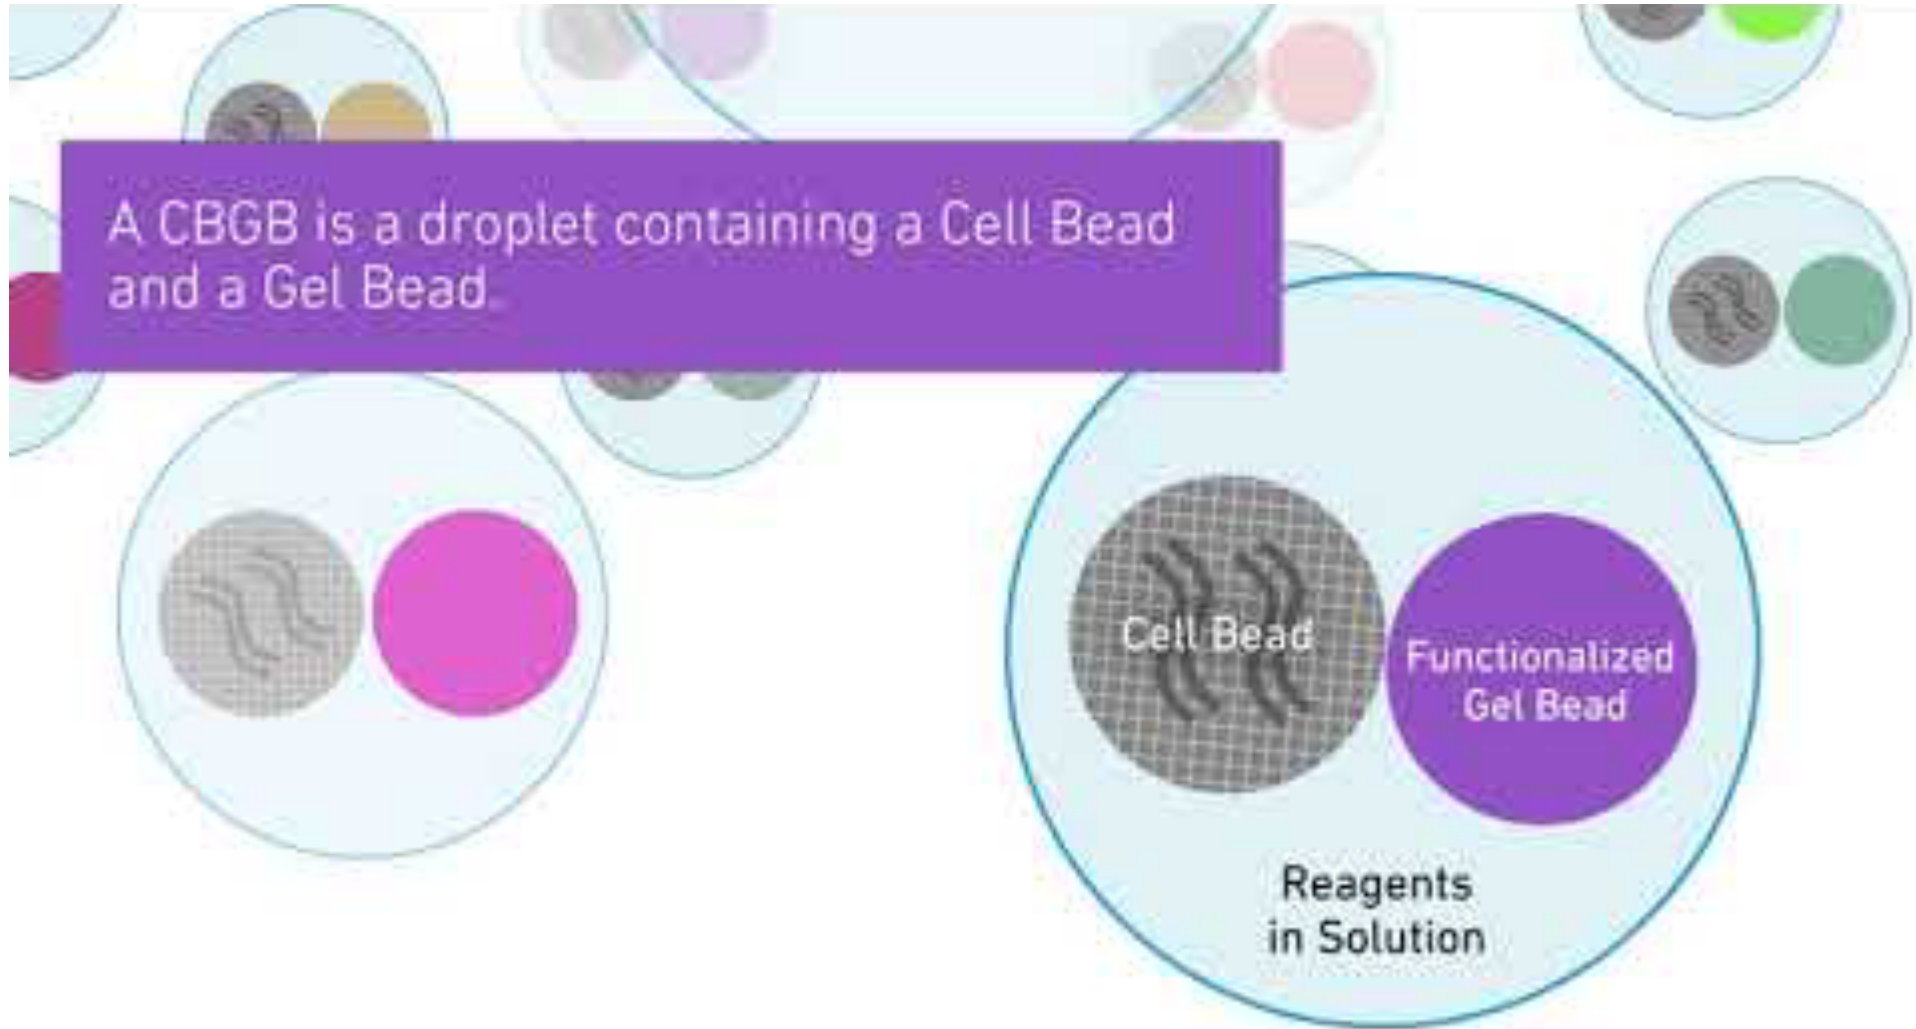 A CBGB is a droplet containing a Cell Bead
and a Gel Bead.
Cell Bead
Functionalized
Gel Bead
Reagents
in Solution